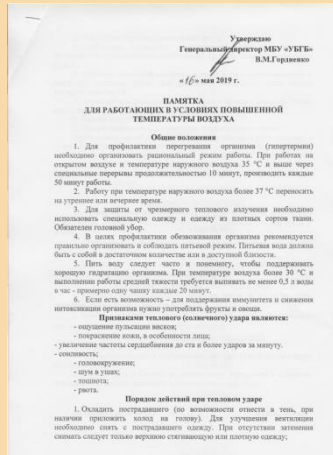 Утверждаю
Генеральный директор МБУ «УБГБ»
В.М.Гордиенко
«16» мая 2019 г.
ПАМЯТКА
ДЛЯ РАБОТАЮЩИХ В УСЛОВИЯХ ПОВЫШЕННОЙ
ТЕМПЕРАТУРЫ ВОЗДУХА
Общие положения
1. Для профилактики перегревания организма (гипертермии)
необходимо организовать рациональный режим работы. При работах на
открытом воздухе и температуре наружного воздуха 35 °С и выше через
специальные перерывы продолжительностью 10 минут, производить каждые
50 минут работы.
2. Работу при температуре наружного воздуха более 37 °С переносить
на утреннее или вечернее время.
3. Для защиты от чрезмерного теплового излучения необходимо
использовать специальную одежду и одежду из плотных сортов ткани.
Обязателен головной убор.
4. В целях профилактики обезвоживания организма рекомендуется
правильно организовать и соблюдать питьевой режим. Питьевая вода должна
быть с собой в достаточном количестве или в доступной близости.
5. Пить воду следует часто и понемногу, чтобы поддерживать
хорошую гидратацию организма. При температуре воздуха более 30 °С и
выполнении работы средней тяжести требуется выпивать не менее 0,5 л воды
в час - примерно одну чашку каждые 20 минут.
6. Если есть возможность - для поддержания иммунитета и снижения
интоксикации организма нужно употреблять фрукты и овощи.
Признаками теплового (солнечного) удара являются:
- ощущение пульсации висков;
- покраснение кожи, в особенности лица;
- увеличение частоты сердцебиения до ста и более ударов за минуту.
- сонливость;
- головокружение;
- шум в ушах;
- тошнота;
- рвота.
Порядок действий при тепловом ударе
1. Охладить пострадавшего (по возможности отнести в тень, при
наличии приложить холод на голову). Для улучшения вентиляции
необходимо снять с пострадавшего одежду. При отсутствии затенения
снимать следует только верхнюю стягивающую или плотную одежду;